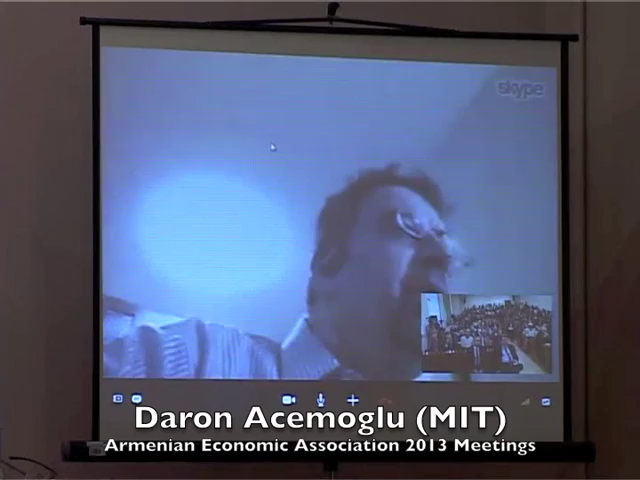 skype
Daron Acemoglu (MIT)
Armenian Economic Association 2013 Meetings